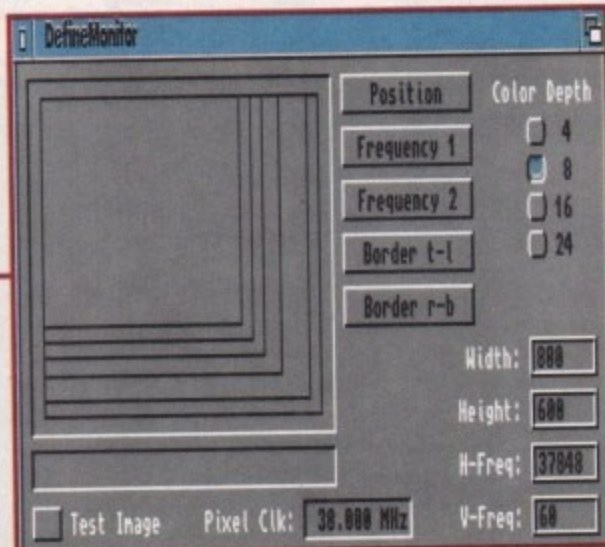 DefineMonitor
Position
Frequency 1
Frequency 2
Border t-l
Border r-b
Color Depth
4
8
16
24
Width: 800
Height: 600
H-Freq: 37848
V-Freq: 60
Test Image
Pixel Clk: 38.000 MHz